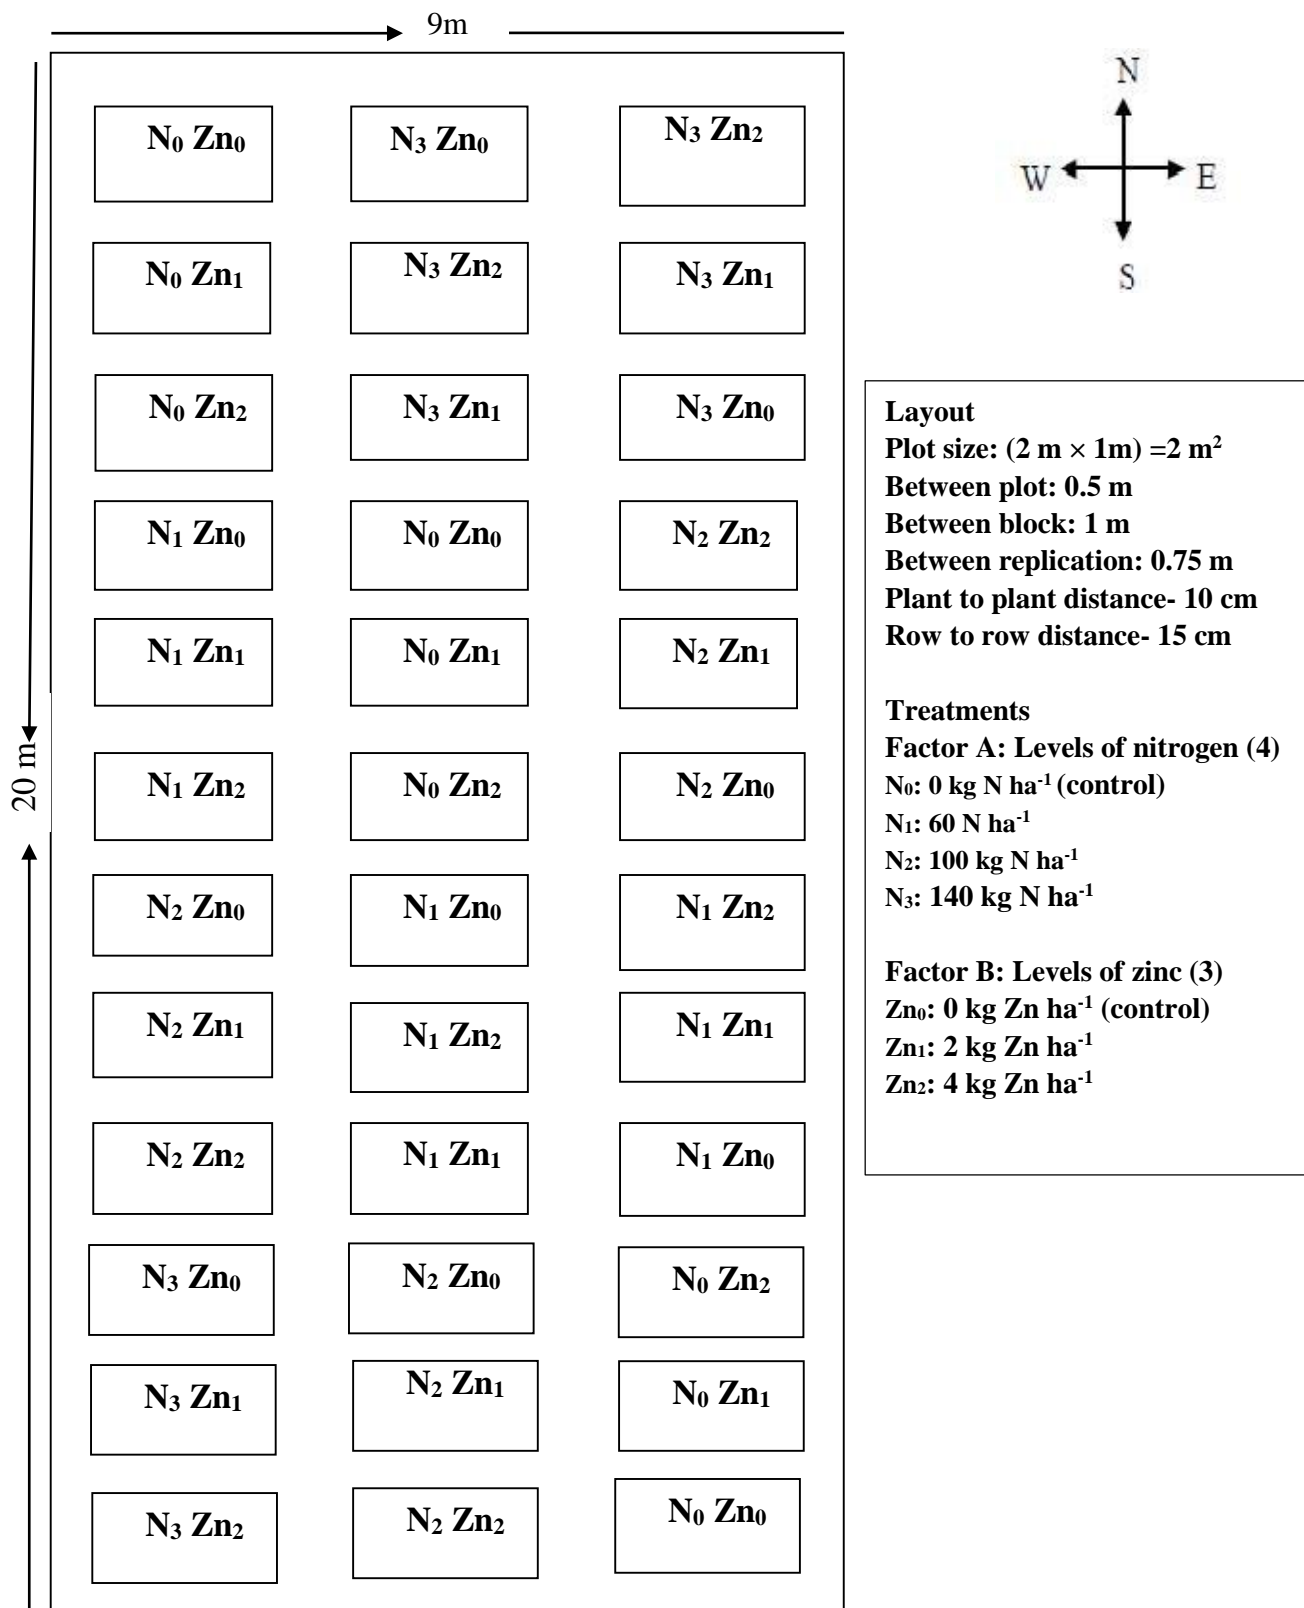 9m
N
W E
S
20 m
N₀ Zn₀ N₃ Zn₀ N₃ Zn₂
N₀ Zn₁ N₃ Zn₂ N₃ Zn₁
N₀ Zn₂ N₃ Zn₁ N₃ Zn₀
N₁ Zn₀ N₀ Zn₀ N₂ Zn₂
N₁ Zn₁ N₀ Zn₁ N₂ Zn₁
N₁ Zn₂ N₀ Zn₂ N₂ Zn₀
N₂ Zn₀ N₁ Zn₀ N₁ Zn₂
N₂ Zn₁ N₁ Zn₂ N₁ Zn₁
N₂ Zn₂ N₁ Zn₁ N₁ Zn₀
N₃ Zn₀ N₂ Zn₀ N₀ Zn₂
N₃ Zn₁ N₂ Zn₁ N₀ Zn₁
N₃ Zn₂ N₂ Zn₂ N₀ Zn₀
Layout
Plot size: (2 m × 1m) =2 m²
Between plot: 0.5 m
Between block: 1 m
Between replication: 0.75 m
Plant to plant distance- 10 cm
Row to row distance- 15 cm
Treatments
Factor A: Levels of nitrogen (4)
N₀: 0 kg N ha⁻¹ (control)
N₁: 60 N ha⁻¹
N₂: 100 kg N ha⁻¹
N₃: 140 kg N ha⁻¹
Factor B: Levels of zinc (3)
Zn₀: 0 kg Zn ha⁻¹ (control)
Zn₁: 2 kg Zn ha⁻¹
Zn₂: 4 kg Zn ha⁻¹